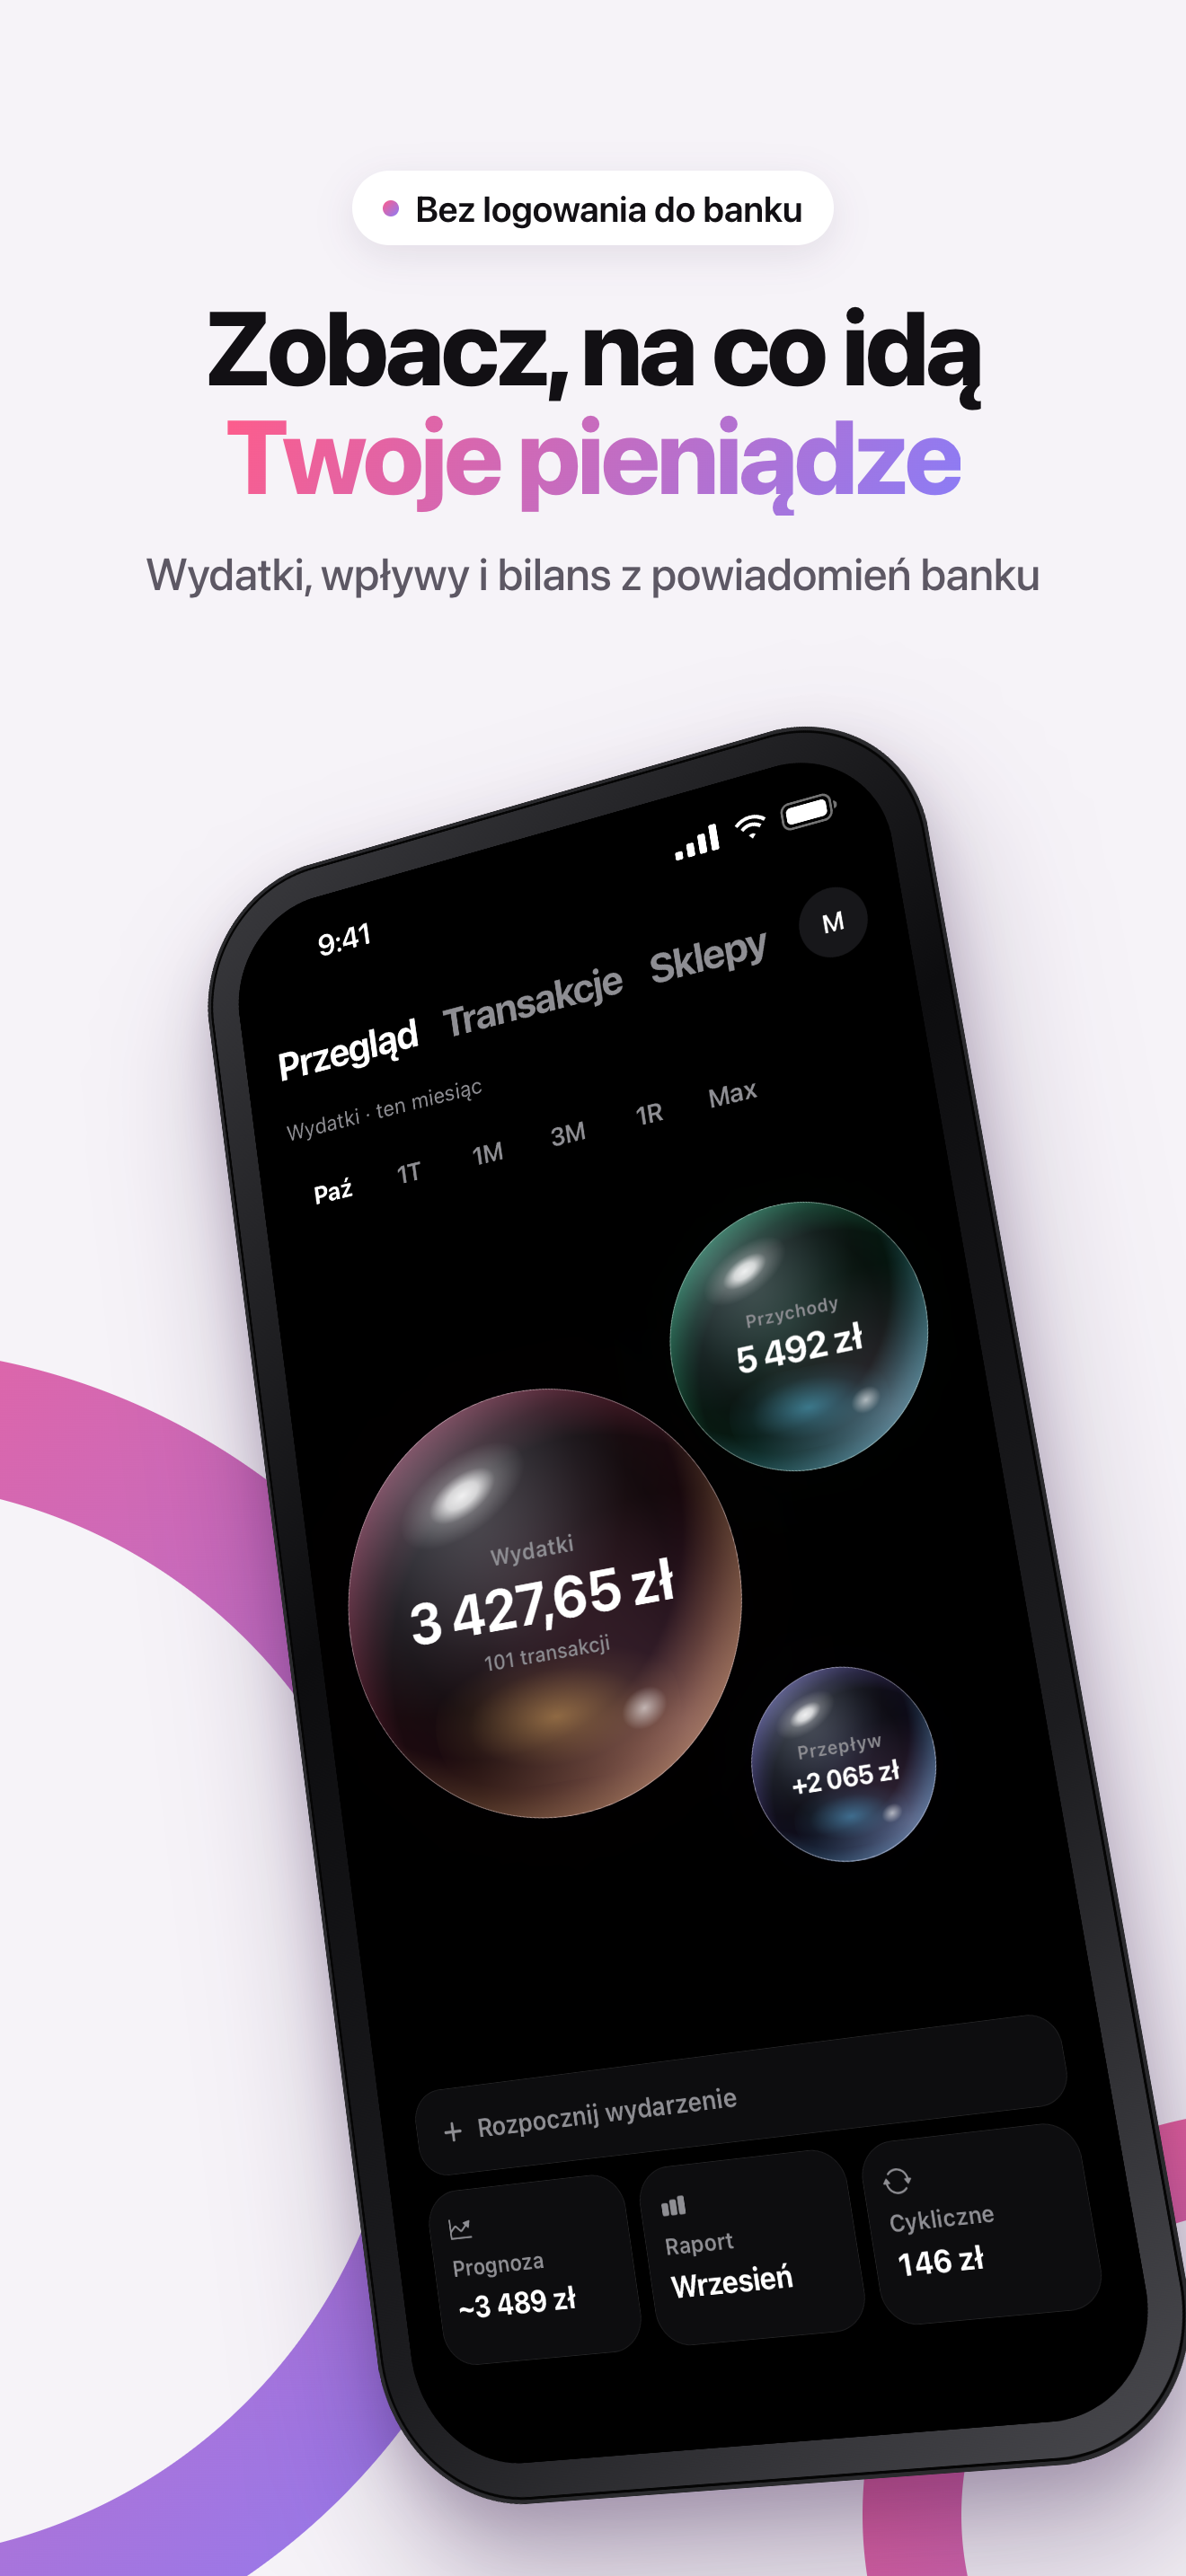 Bez logowania do banku
Zobacz, na co idą
Twoje pieniądze
Wydatki, wpływy i bilans z powiadomień banku
9:41
Przegląd Transakcje Sklepy M
Wydatki · ten miesiąc
Paź 1T 1M 3M 1R Max
Przychody
5 492 zł
Wydatki
3 427,65 zł
101 transakcji
Przepływ
+2 065 zł
+ Rozpocznij wydarzenie
Prognoza
~3 489 zł
Raport
Wrzesień
Cykliczne
146 zł